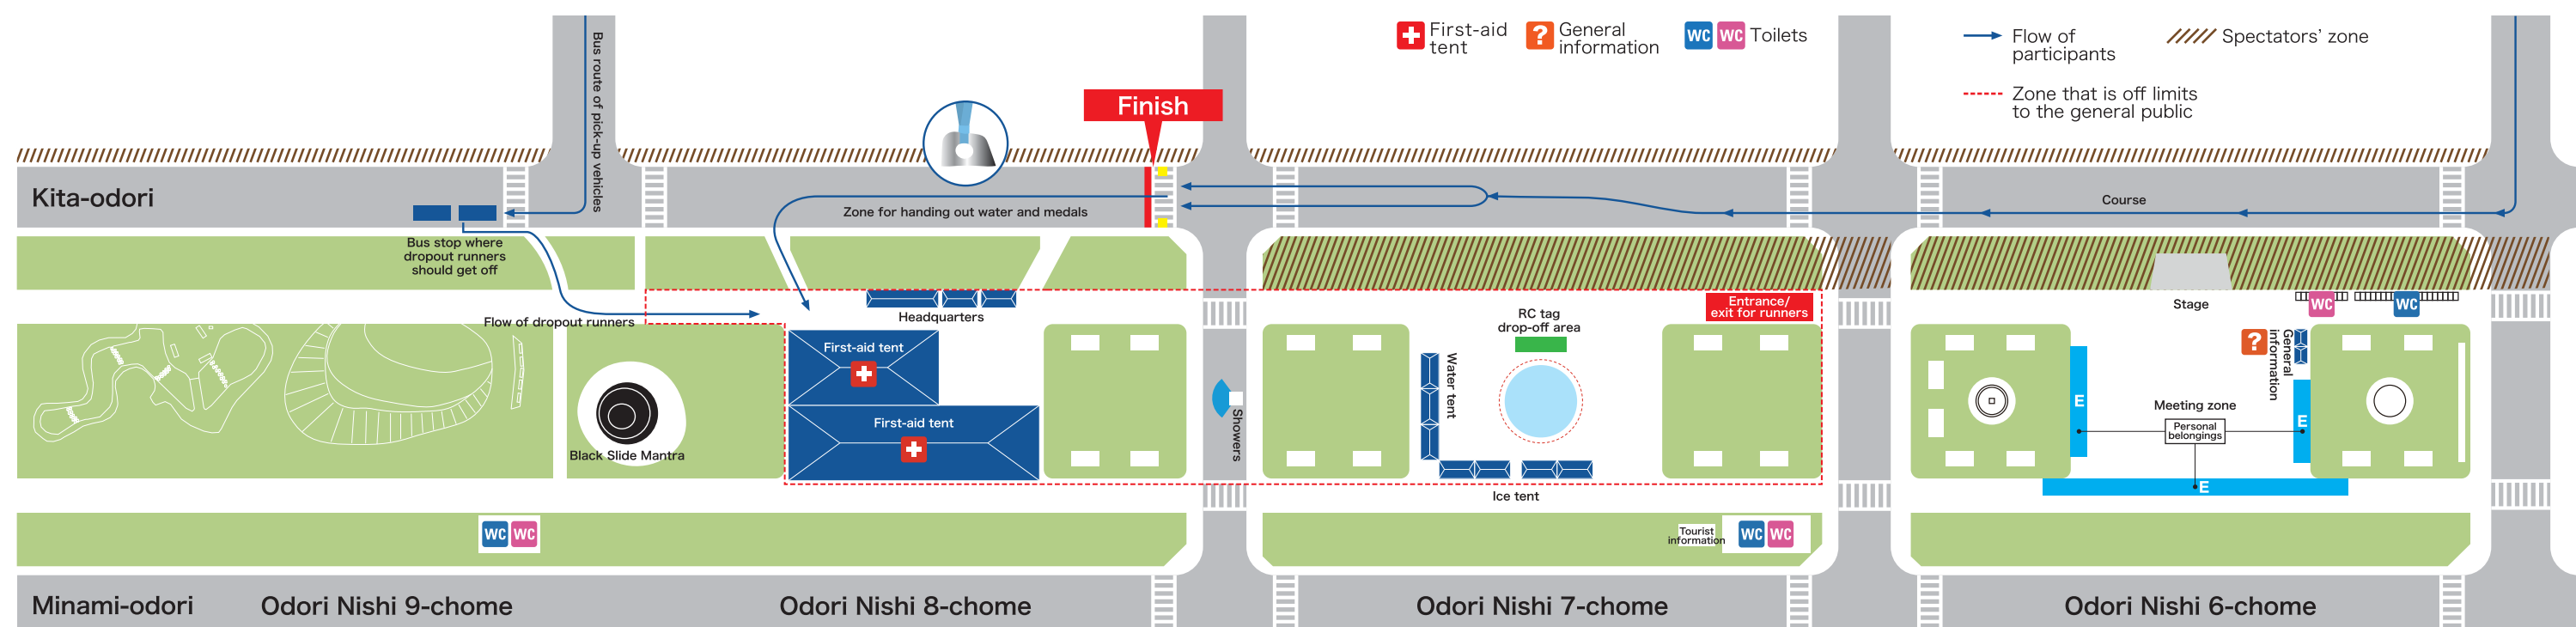 First-aid
tent
?
General
information
WC
WC
Toilets
Flow of
participants
Spectators' zone
Zone that is off limits
to the general public
Bus route of pick-up vehicles
Finish
Kita-odori
Zone for handing out water and medals
Course
Bus stop where
dropout runners
should get off
Flow of dropout runners
Headquarters
First-aid tent
First-aid tent
Black Slide Mantra
Showers
Water tent
RC tag
drop-off area
Entrance/
exit for runners
Ice tent
Stage
WC
WC
?
General
information
E
Meeting zone
Personal
belongings
E
E
WC
WC
Tourist
information
WC
WC
Minami-odori
Odori Nishi 9-chome
Odori Nishi 8-chome
Odori Nishi 7-chome
Odori Nishi 6-chome